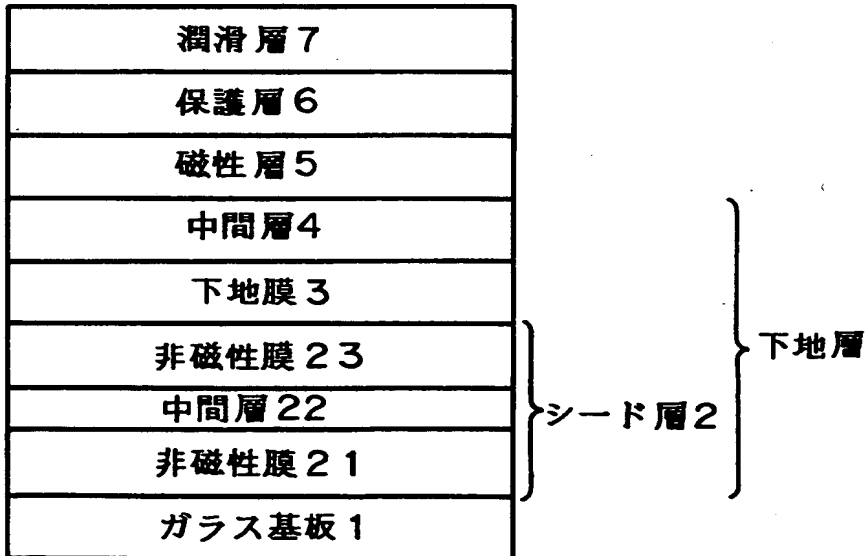 潤滑層7
保護層6
磁性層5
中間層4
下地膜3
非磁性膜23
中間層22
非磁性膜21
ガラス基板1
シード層2
下地層